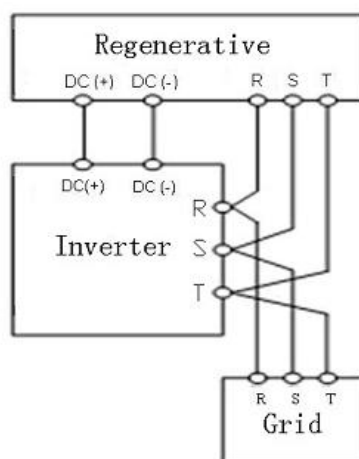 Regenerative
DC(+) DC(-) R S T
DC(+) DC(-)
R
Inverter S
T
R S T
Grid